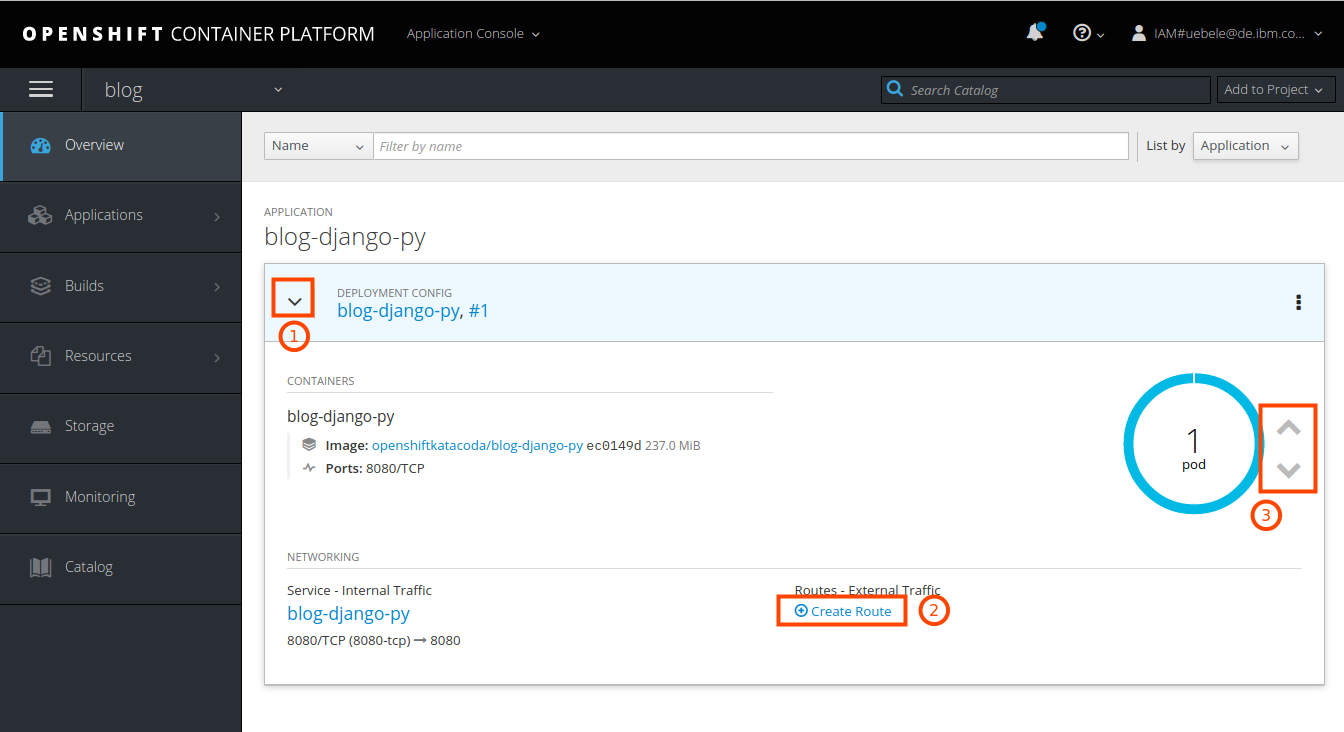 OPENSHIFT CONTAINER PLATFORM Application Console IAM#uebele@de.ibm.co...
blog Search Catalog Add to Project
Overview
Applications
Builds
Resources
Storage
Monitoring
Catalog
Name Filter by name List by Application
APPLICATION
blog-django-py
DEPLOYMENT CONFIG
blog-django-py, #1
1
CONTAINERS
blog-django-py
Image: openshiftkatacoda/blog-django-py ec0149d 237.0 MiB
Ports: 8080/TCP
1
pod
3
NETWORKING
Service - Internal Traffic
blog-django-py
8080/TCP (8080-tcp) → 8080
Routes - External Traffic
Create Route 2